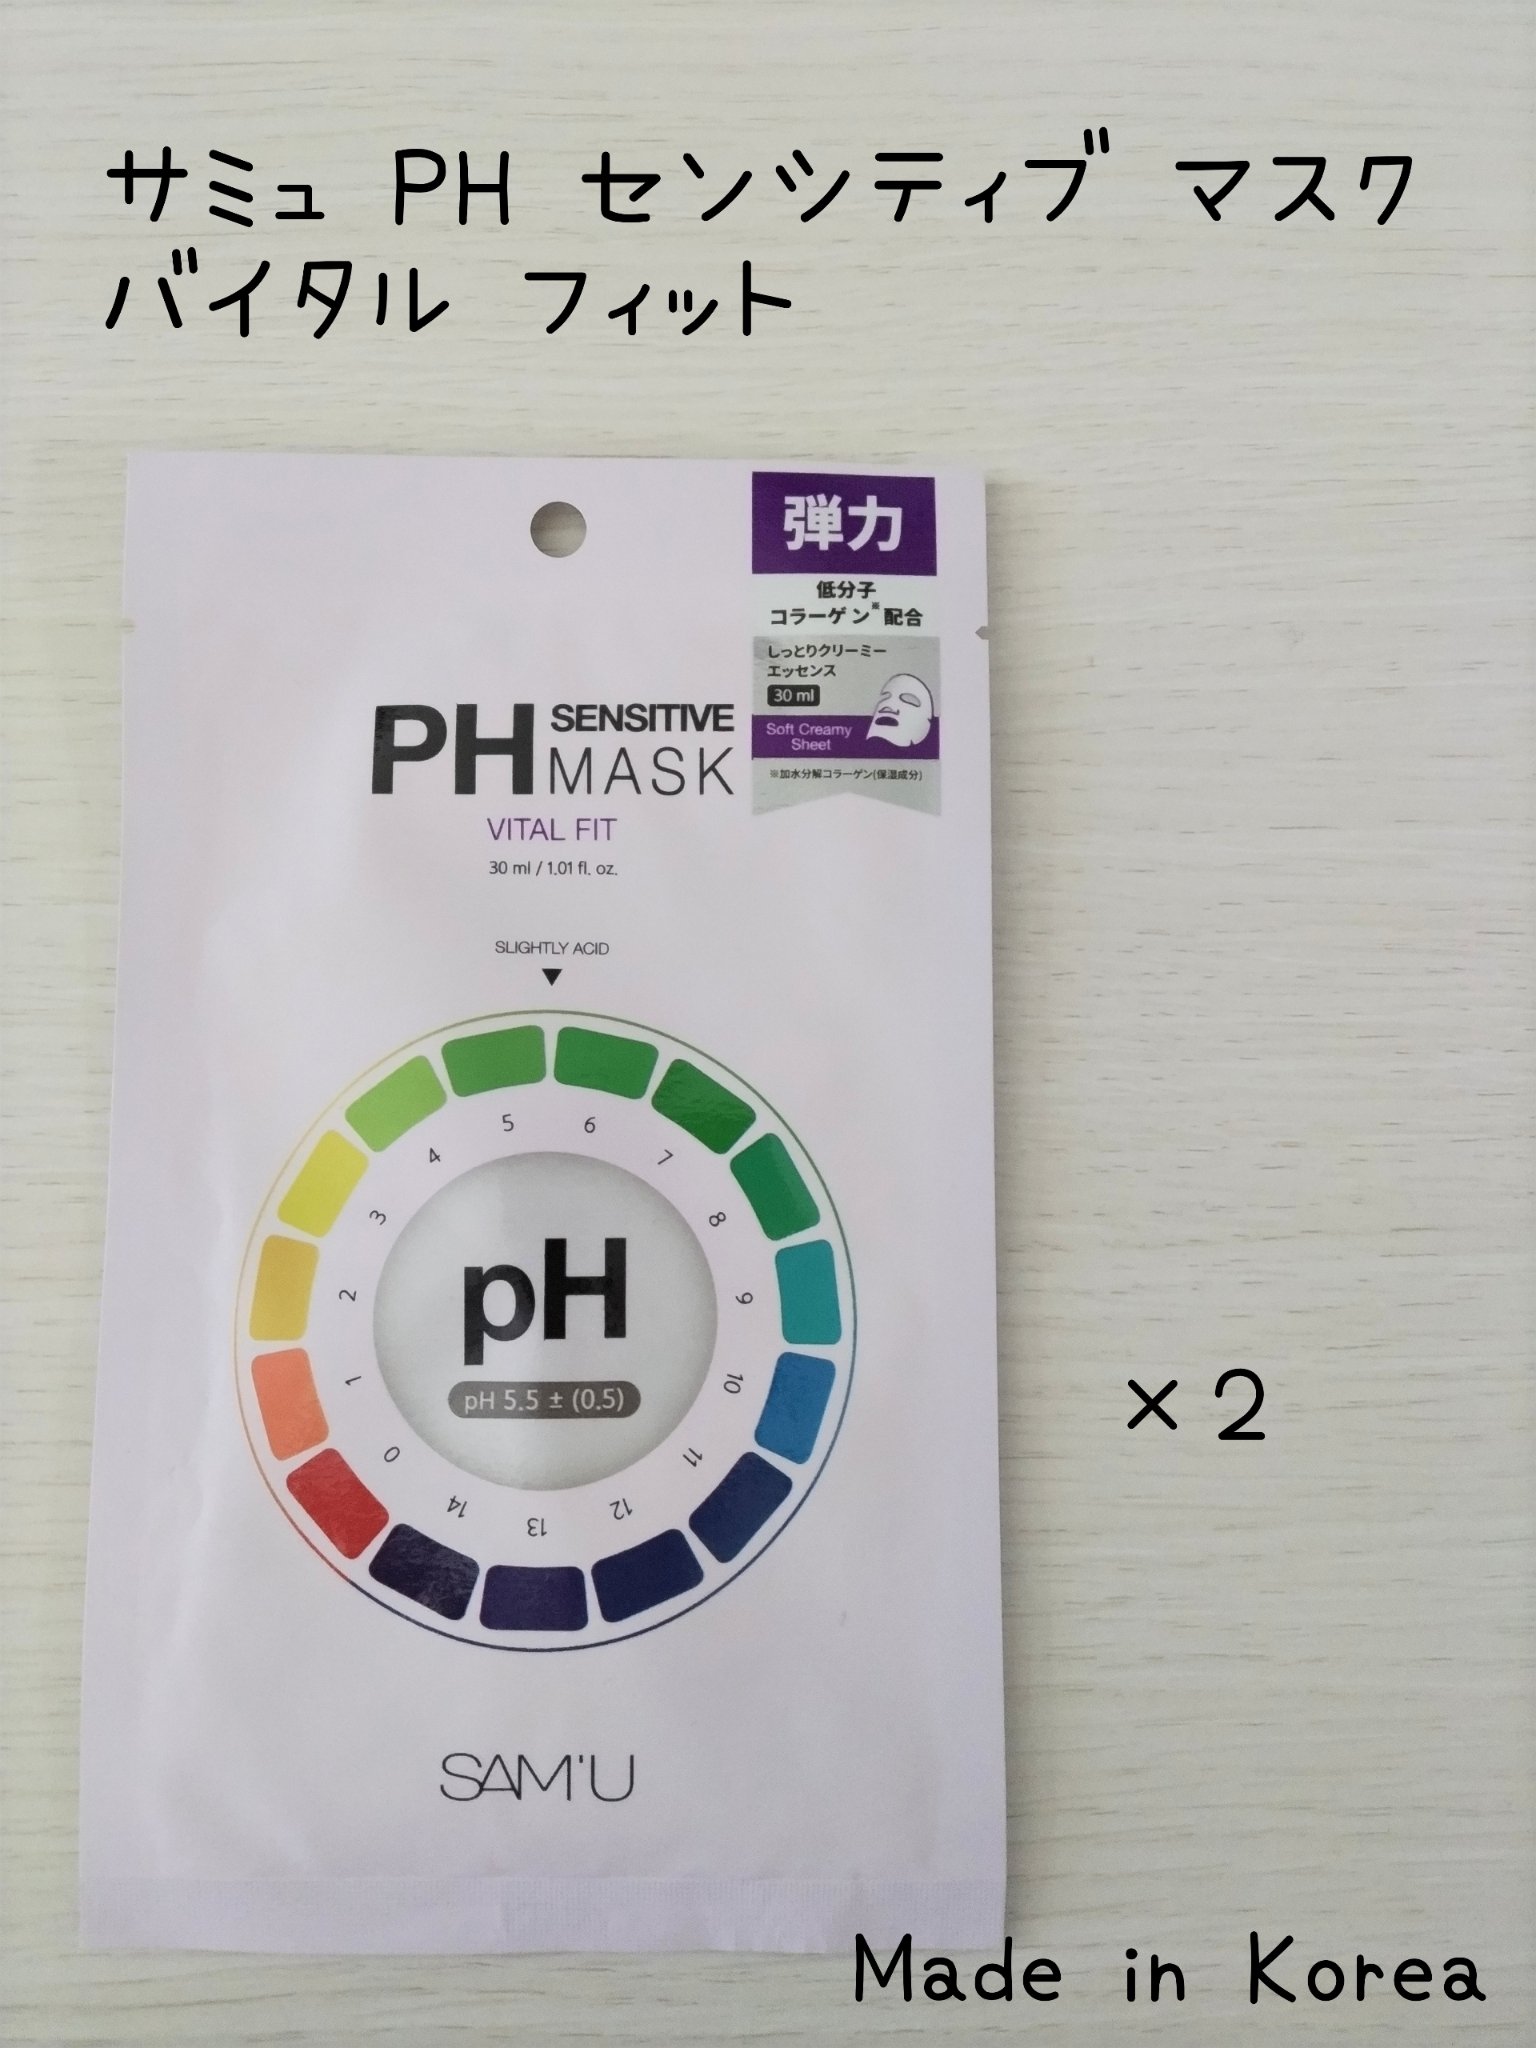 サミュ PH センシティブ マスク
バイタル フィット
弾力
低分子
コラーゲン※配合
しっとりクリーミー
エッセンス
30 ml
Soft Creamy
Sheet
※加水分解コラーゲン(保湿成分)
PH SENSITIVE
MASK
VITAL FIT
30 ml / 1.01 fl. oz.
SLIGHTLY ACID
▼
0
1
2
3
4
5
6
7
8
9
10
11
12
13
14
pH
pH 5.5 ± (0.5)
×2
SAM'U
Made in Korea